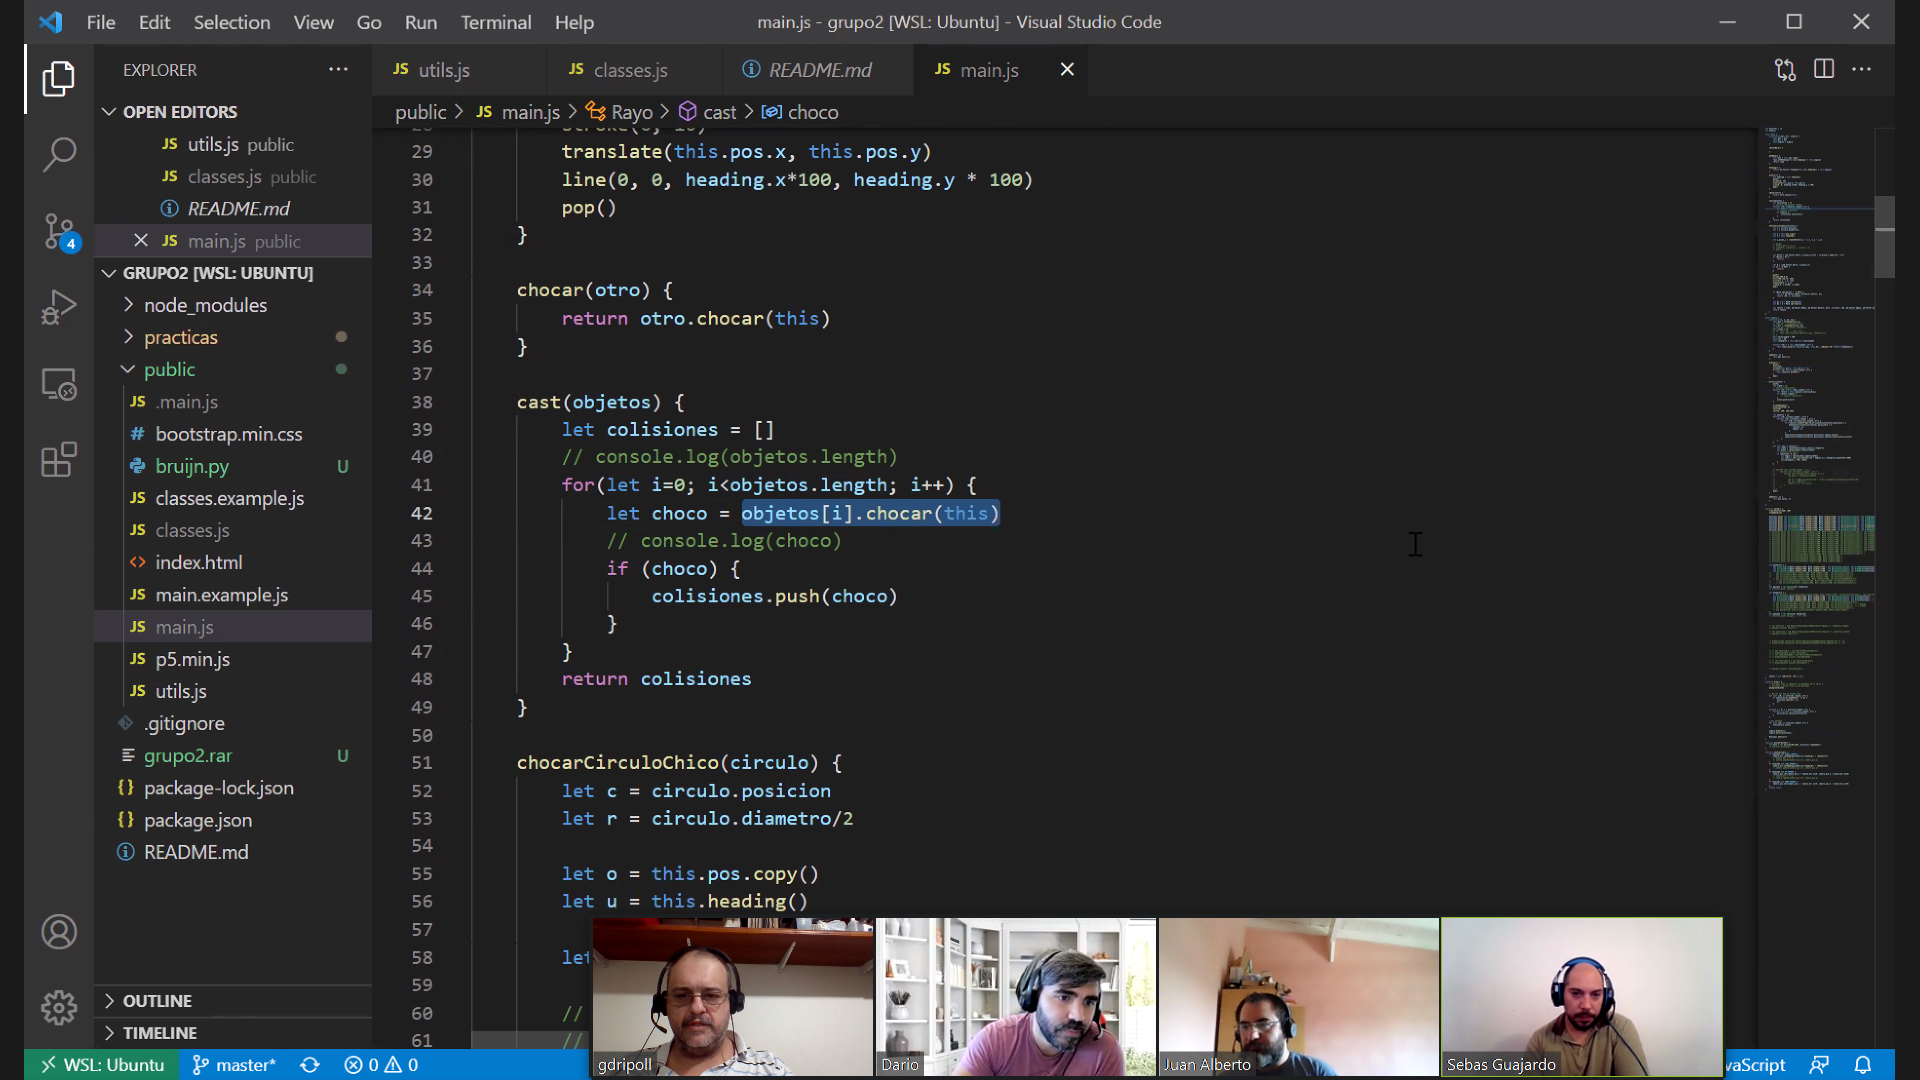 File Edit Selection View Go Run Terminal Help
main.js - grupo2 [WSL: Ubuntu] - Visual Studio Code
EXPLORER
OPEN EDITORS
JS utils.js public
JS classes.js public
README.md
JS main.js public
GRUPO2 [WSL: UBUNTU]
node_modules
practicas
public
JS .main.js
# bootstrap.min.css
bruijn.py U
JS classes.example.js
JS classes.js
<> index.html
JS main.example.js
JS main.js
JS p5.min.js
JS utils.js
.gitignore
grupo2.rar U
{} package-lock.json
{} package.json
README.md
OUTLINE
TIMELINE
4
JS utils.js
JS classes.js
README.md
JS main.js
public > JS main.js > Rayo > cast > choco
29 translate(this.pos.x, this.pos.y)
30 line(0, 0, heading.x*100, heading.y * 100)
31 pop()
32 }
33
34 chocar(otro) {
35 return otro.chocar(this)
36 }
37
38 cast(objetos) {
39 let colisiones = []
40 // console.log(objetos.length)
41 for(let i=0; i<objetos.length; i++) {
42 let choco = objetos[i].chocar(this)
43 // console.log(choco)
44 if (choco) {
45 colisiones.push(choco)
46 }
47 }
48 return colisiones
49 }
50
51 chocarCirculoChico(circulo) {
52 let c = circulo.posicion
53 let r = circulo.diametro/2
54
55 let o = this.pos.copy()
56 let u = this.heading()
57
58 let
59
60 //
61 //
gdripoll
Dario
Juan Alberto
Sebas Guajardo
WSL: Ubuntu master* 0 0
vaScript